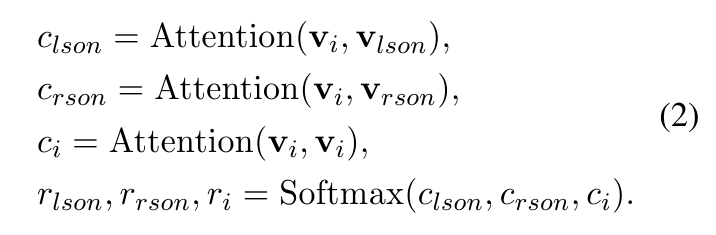 c_{lson} = Attention(v_i, v_{lson}),
c_{rson} = Attention(v_i, v_{rson}),
(2)
c_i = Attention(v_i, v_i),
r_{lson}, r_{rson}, r_i = Softmax(c_{lson}, c_{rson}, c_i).